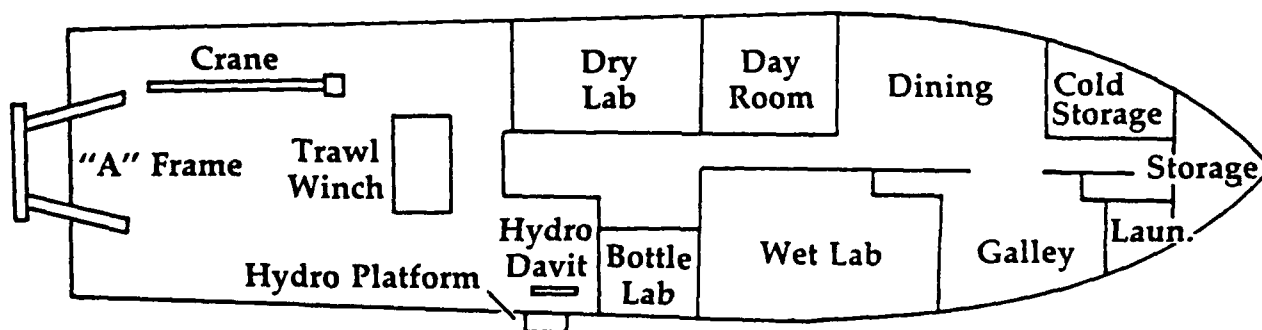 Crane
"A" Frame
Trawl
Winch
Dry
Lab
Day
Room
Dining
Cold
Storage
Storage
Hydro
Davit
Hydro Platform
Bottle
Lab
Wet Lab
Galley
Laun.